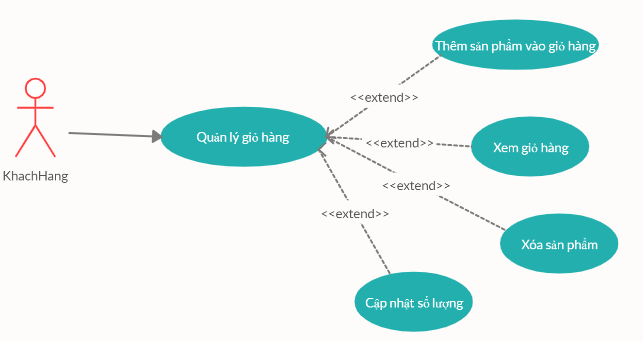 Thêm sản phẩm vào giỏ hàng
<<extend>>
Quản lý giỏ hàng
<<extend>>
Xem giỏ hàng
KhachHang
<<extend>>
<<extend>>
Xóa sản phẩm
Cập nhật số lượng